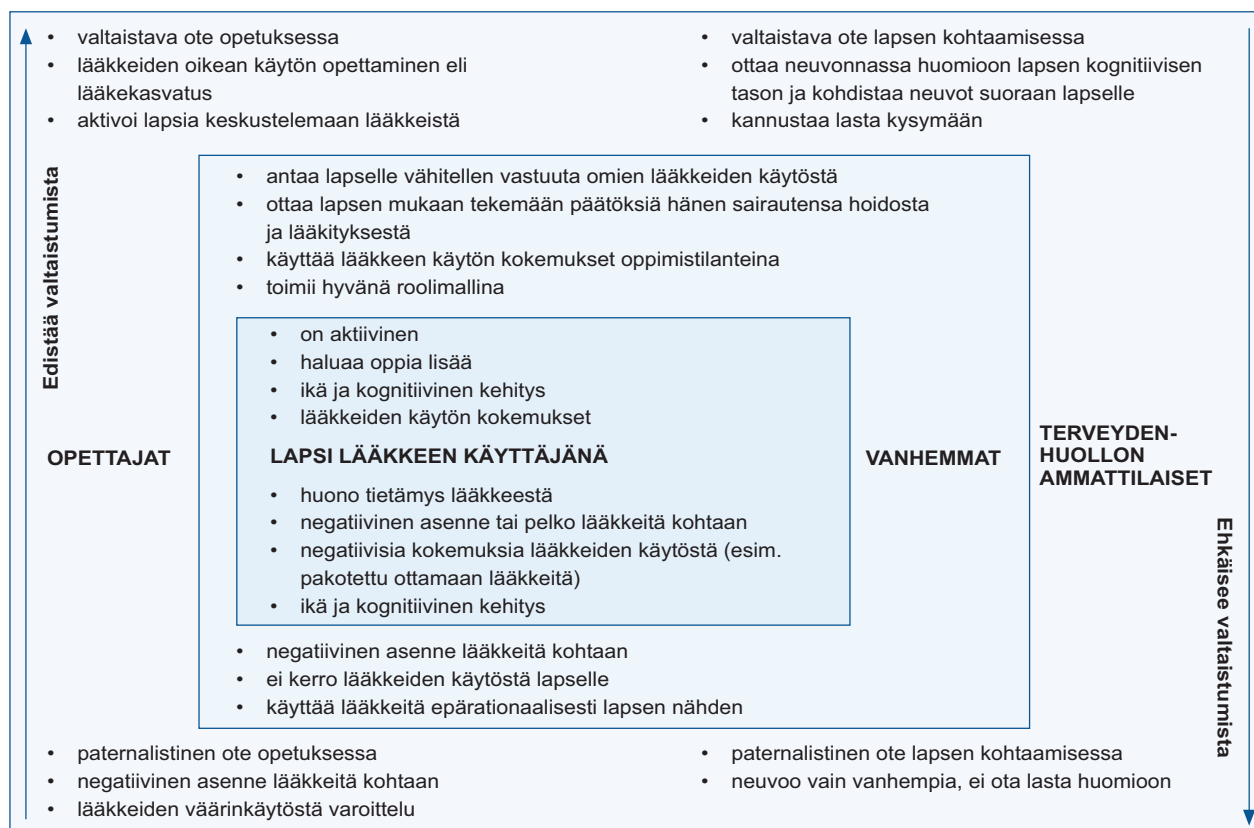 • valtaistava ote opetuksessa
• lääkkeiden oikean käytön opettaminen eli
lääkekasvatus
• aktivoi lapsia keskustelemaan lääkkeistä
• valtaistava ote lapsen kohtaamisessa
• ottaa neuvonnassa huomioon lapsen kognitiivisen
tason ja kohdistaa neuvot suoraan lapselle
• kannustaa lasta kysymään
Edistää valtaistumista
• antaa lapselle vähitellen vastuuta omien lääkkeiden käytöstä
• ottaa lapsen mukaan tekemään päätöksiä hänen sairautensa hoidosta
ja lääkityksestä
• käyttää lääkkeen käytön kokemukset oppimistilanteina
• toimii hyvänä roolimallina
• on aktiivinen
• haluaa oppia lisää
• ikä ja kognitiivinen kehitys
• lääkkeiden käytön kokemukset
OPETTAJAT
LAPSI LÄÄKKEEN KÄYTTÄJÄNÄ
VANHEMMAT
TERVEYDEN-
HUOLLON
AMMATTILAISET
• huono tietämys lääkkeestä
• negatiivinen asenne tai pelko lääkkeitä kohtaan
• negatiivisia kokemuksia lääkkeiden käytöstä (esim.
pakotettu ottamaan lääkkeitä)
• ikä ja kognitiivinen kehitys
Ehkäisee valtaistumista
• negatiivinen asenne lääkkeitä kohtaan
• ei kerro lääkkeiden käytöstä lapselle
• käyttää lääkkeitä epärationaalisesti lapsen nähden
• paternalistinen ote opetuksessa
• negatiivinen asenne lääkkeitä kohtaan
• lääkkeiden väärinkäytöstä varoittelu
• paternalistinen ote lapsen kohtaamisessa
• neuvoo vain vanhempia, ei ota lasta huomioon